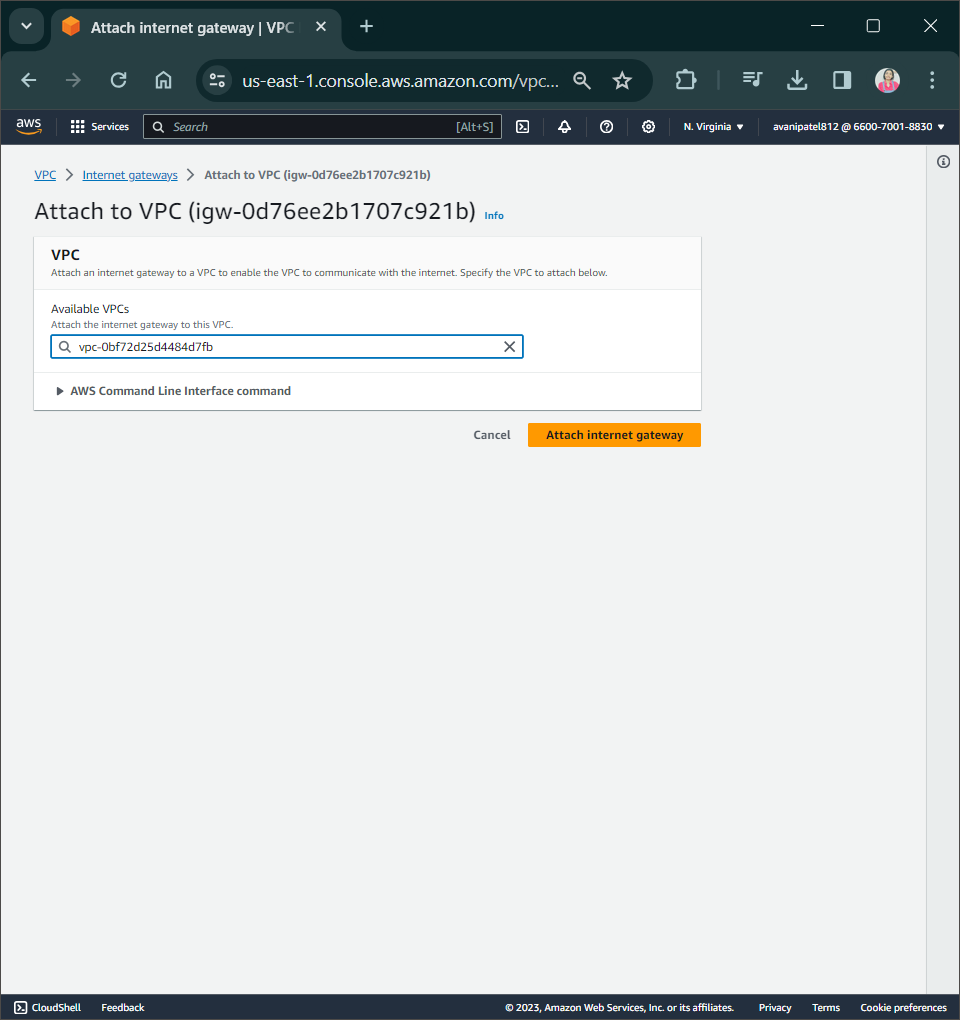 Attach internet gateway | VPC
us-east-1.console.aws.amazon.com/vpc...
aws
Services
Search
[Alt+S]
N. Virginia
avanipatel812 @ 6600-7001-8830
VPC > Internet gateways > Attach to VPC (igw-0d76ee2b1707c921b)
Attach to VPC (igw-0d76ee2b1707c921b) Info
VPC
Attach an internet gateway to a VPC to enable the VPC to communicate with the internet. Specify the VPC to attach below.
Available VPCs
Attach the internet gateway to this VPC.
vpc-0bf72d25d4484d7fb
AWS Command Line Interface command
Cancel
Attach internet gateway
CloudShell
Feedback
© 2023, Amazon Web Services, Inc. or its affiliates.
Privacy
Terms
Cookie preferences